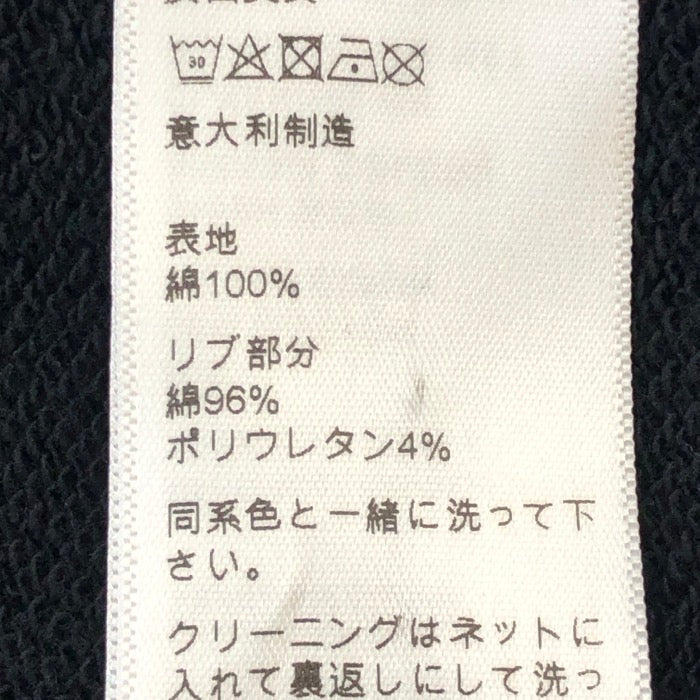 30
意大利制造
表地
綿100%
リブ部分
綿96%
ポリウレタン4%
同系色と一緒に洗って下
さい。
クリーニングはネットに
入れて裏返しにして洗っ